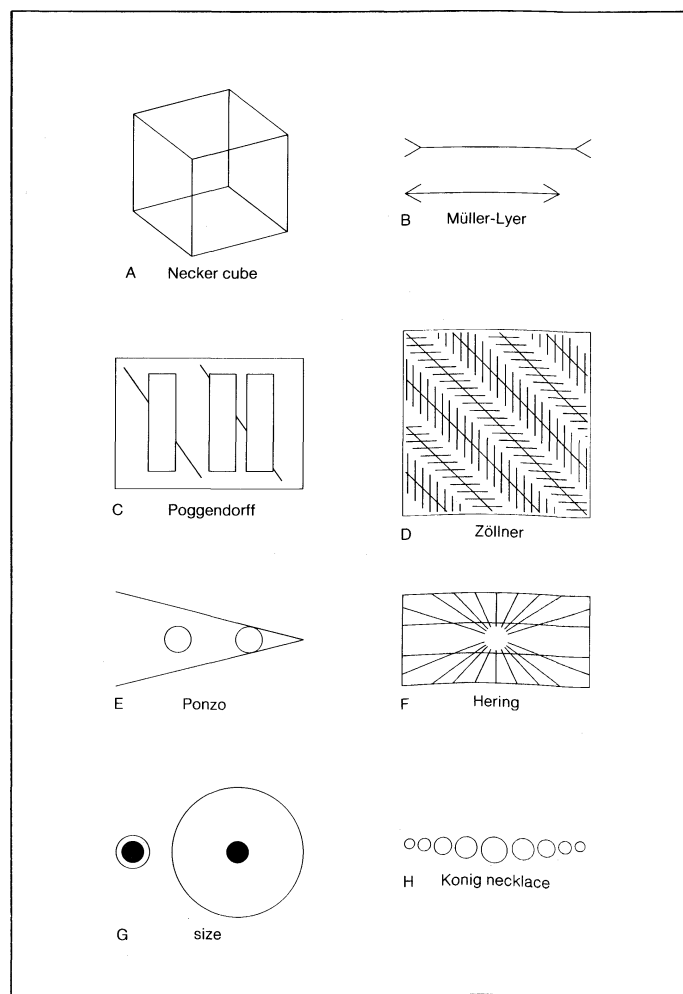 A Necker cube
B Müller-Lyer
C Poggendorff
D Zöllner
E Ponzo
F Hering
G size
H Konig necklace